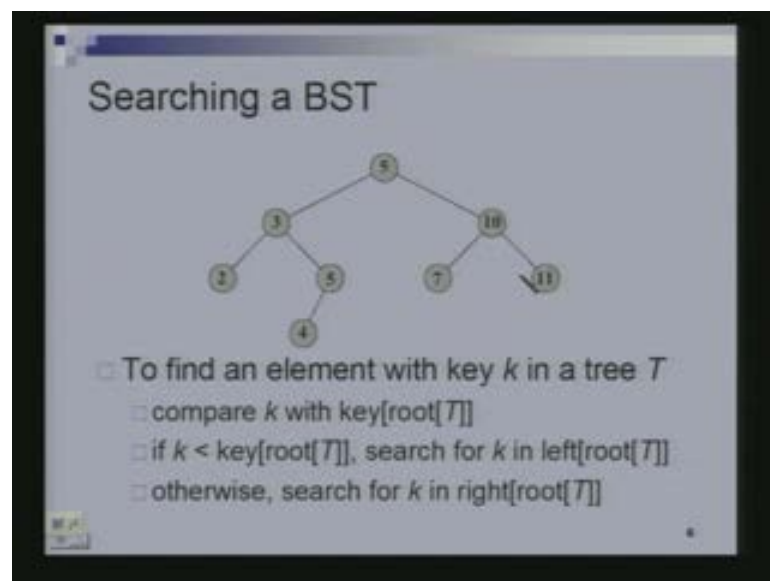 Searching a BST
5
3 10
2 5 7 11
4
To find an element with key k in a tree T
compare k with key[root[T]]
if k < key[root[T]], search for k in left[root[T]]
otherwise, search for k in right[root[T]]
6